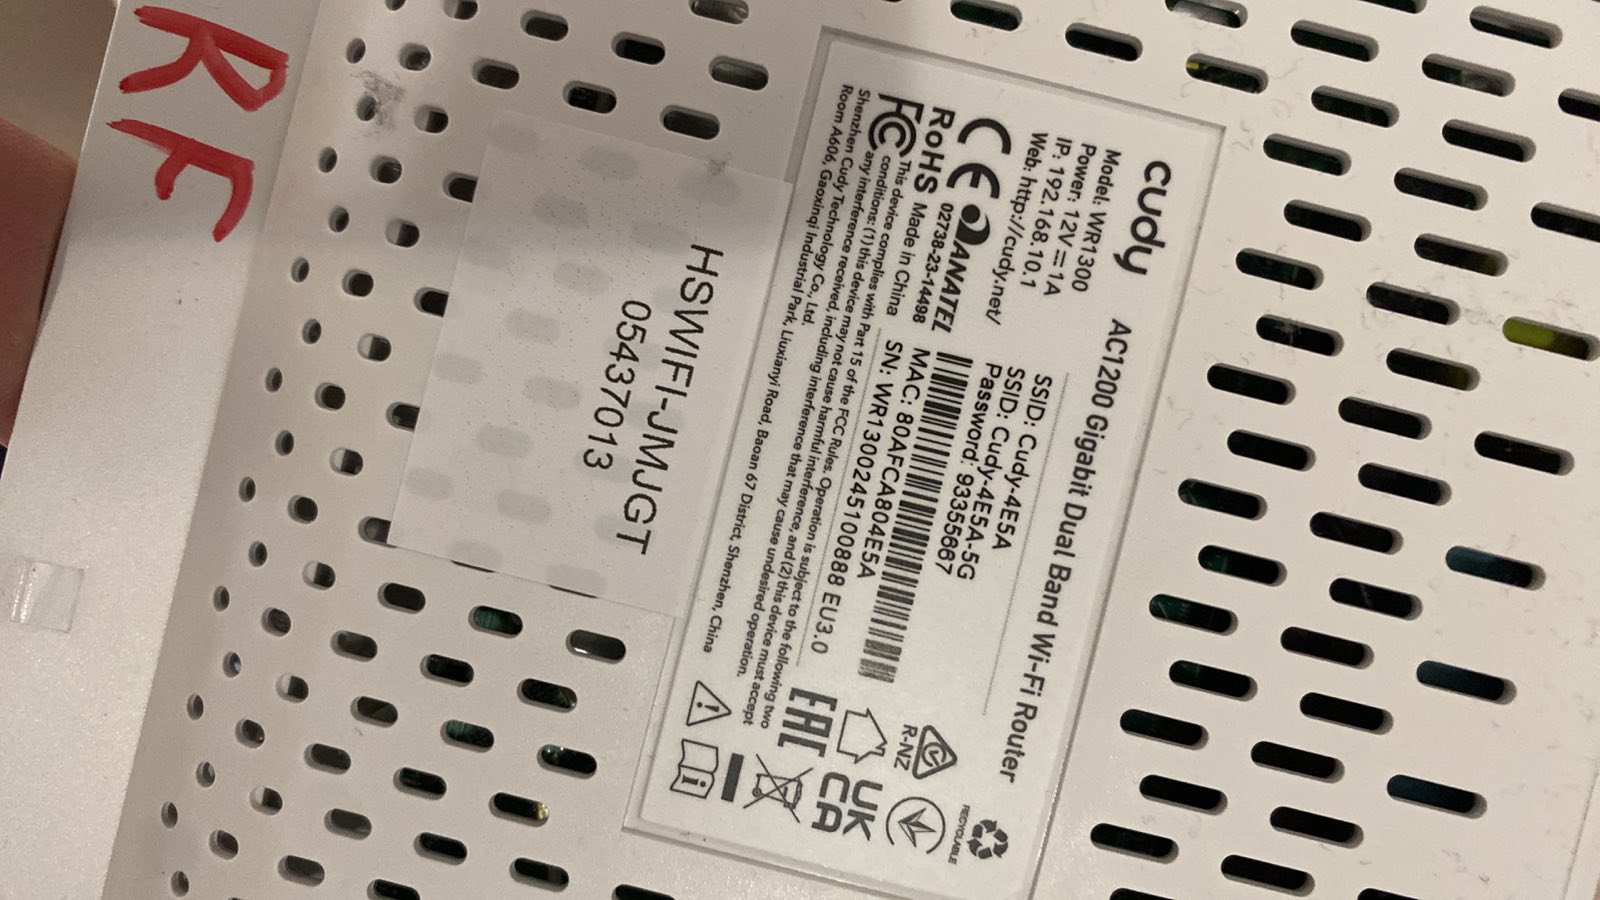 RF
HSWIFI-JMJGT
05437013
cudy
AC1200 Gigabit Dual Band Wi-Fi Router
Model: WR1300
Power: 12V⎓1A
IP: 192.168.10.1
Web: http://cudy.net/
SSID: Cudy-4E5A
SSID: Cudy-4E5A-5G
Password: 93355667
CE ANATEL
02738-23-14498
RoHS Made in China
MAC: 80AFCA804E5A
SN: WR1300245100888 EU3.0
FC This device complies with Part 15 of the FCC Rules. Operation is subject to the following two
conditions: (1) this device may not cause harmful interference, and (2) this device must accept
any interference received, including interference that may cause undesired operation.
Shenzhen Cudy Technology Co., Ltd.
Room A606, Gaoxinqi Industrial Park, Liuxianyi Road, Baoan 67 District, Shenzhen, China
R-NZ
RECYCLABLE
EAC
UK
CA